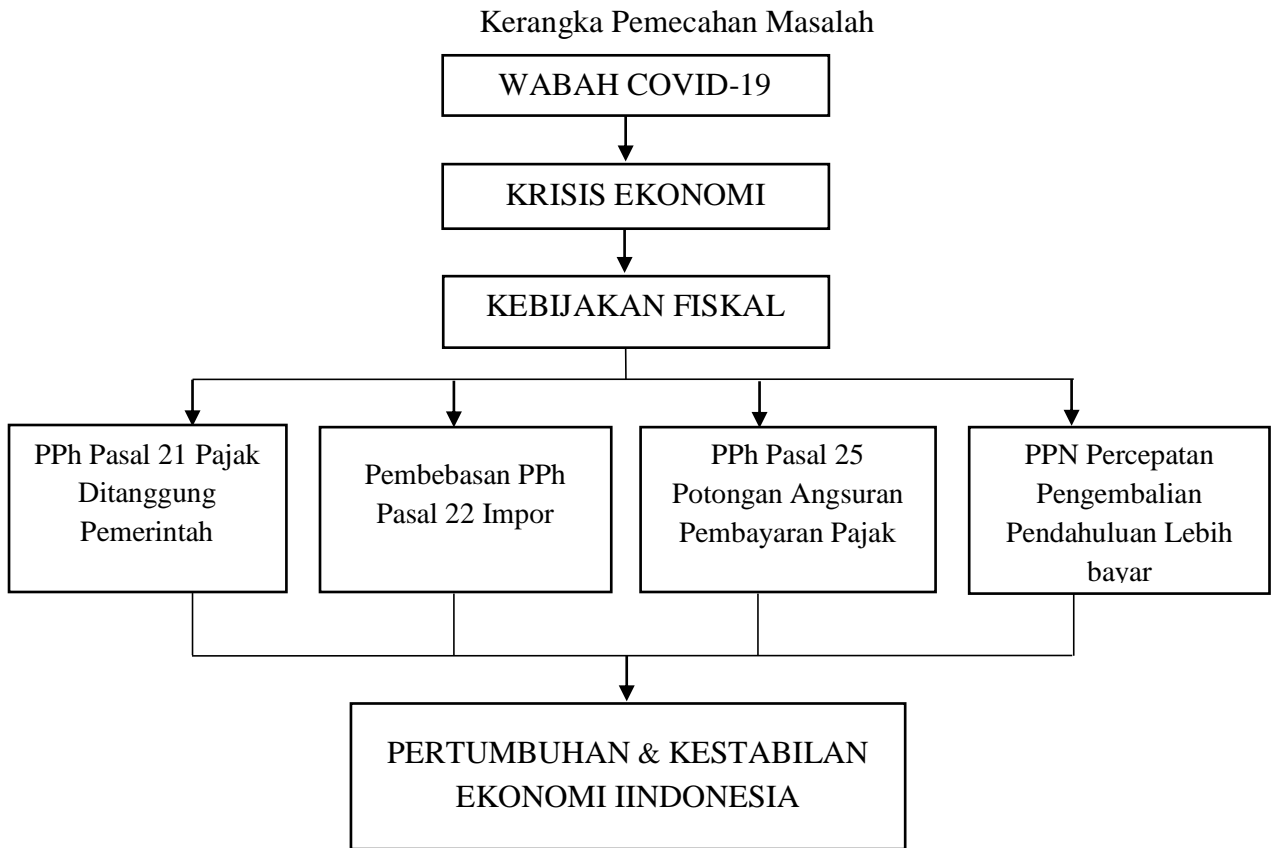 Kerangka Pemecahan Masalah
WABAH COVID-19
KRISIS EKONOMI
KEBIJAKAN FISKAL
PPh Pasal 21 Pajak
Ditanggung
Pemerintah
Pembebasan PPh
Pasal 22 Impor
PPh Pasal 25
Potongan Angsuran
Pembayaran Pajak
PPN Percepatan
Pengembalian
Pendahuluan Lebih
bayar
PERTUMBUHAN & KESTABILAN
EKONOMI IINDONESIA